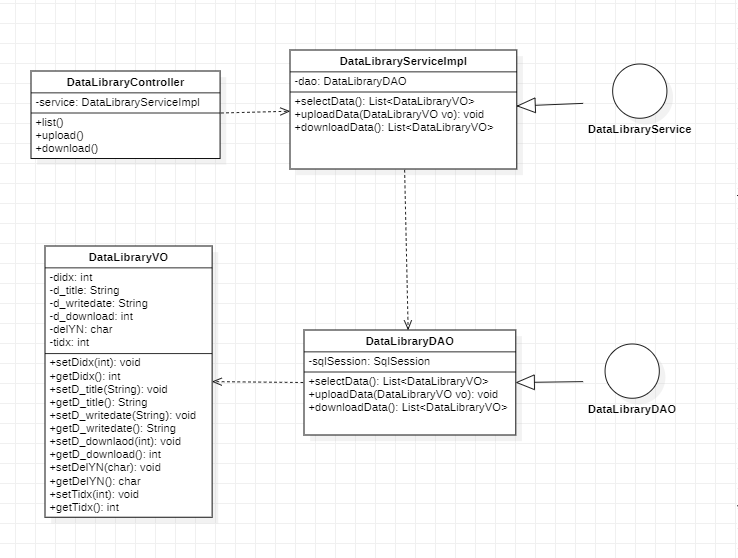 DataLibraryController
-service: DataLibraryServiceImpl
+list()
+upload()
+download()
DataLibraryServiceImpl
-dao: DataLibraryDAO
+selectData(): List<DataLibraryVO>
+uploadData(DataLibraryVO vo): void
+downloadData(): List<DataLibraryVO>
DataLibraryService
DataLibraryVO
-didx: int
-d_title: String
-d_writedate: String
-d_download: int
-delYN: char
-tidx: int
+setDidx(int): void
+getDidx(): int
+setD_title(String): void
+getD_title(): String
+setD_writedate(String): void
+getD_writedate(): String
+setD_downlaod(int): void
+getD_download(): int
+setDelYN(char): void
+getDelYN(): char
+setTidx(int): void
+getTidx(): int
DataLibraryDAO
-sqlSession: SqlSession
+selectData(): List<DataLibraryVO>
+uploadData(DataLibraryVO vo): void
+downloadData(): List<DataLibraryVO>
DataLibraryDAO